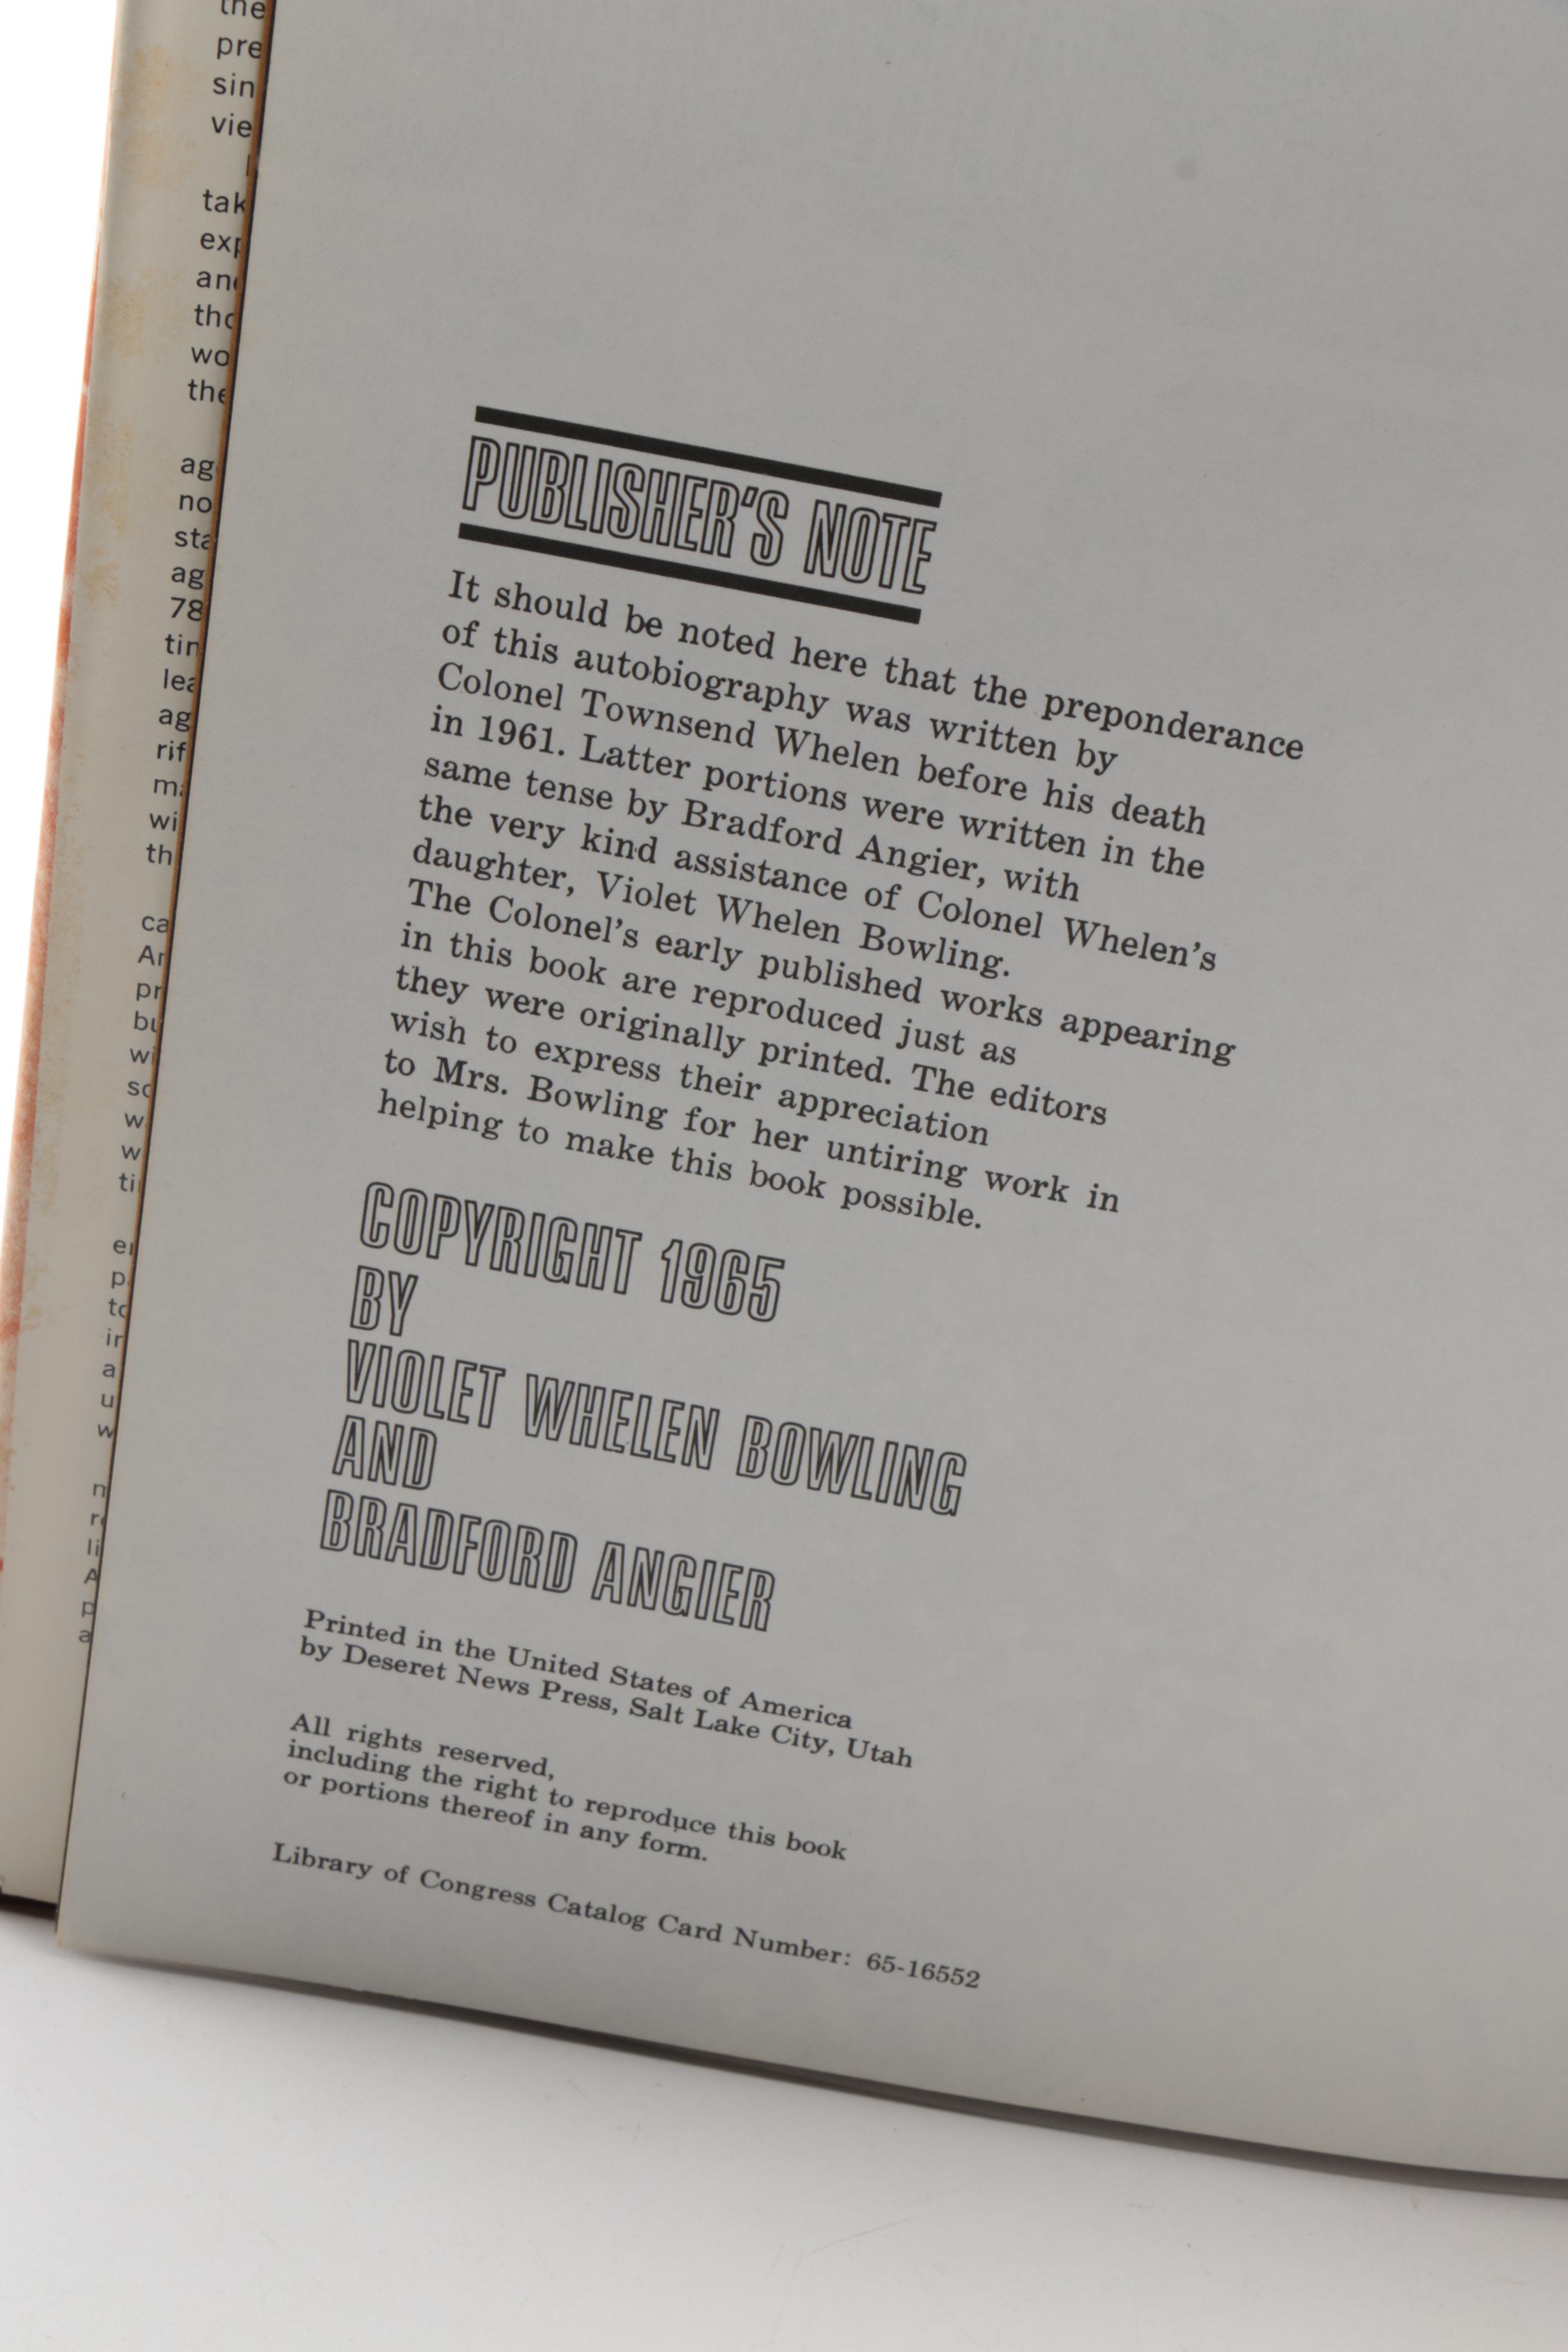 PUBLISHER'S NOTE
It should be noted here that the preponderance
of this autobiography was written by
Colonel Townsend Whelen before his death
in 1961. Latter portions were written in the
same tense by Bradford Angier, with
the very kind assistance of Colonel Whelen's
daughter, Violet Whelen Bowling.
The Colonel's early published works appearing
in this book are reproduced just as
they were originally printed. The editors
wish to express their appreciation
to Mrs. Bowling for her untiring work in
helping to make this book possible.
COPYRIGHT 1965
BY
VIOLET WHELEN BOWLING
AND
BRADFORD ANGIER
Printed in the United States of America
by Deseret News Press, Salt Lake City, Utah
All rights reserved,
including the right to reproduce this book
or portions thereof in any form.
Library of Congress Catalog Card Number: 65-16552